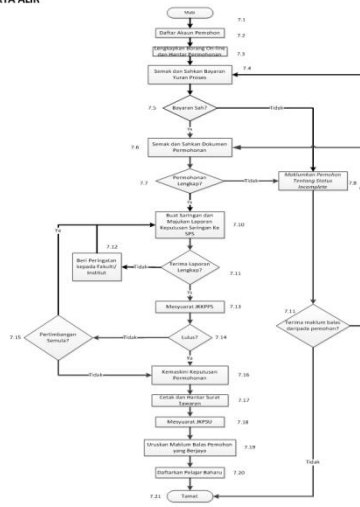 TA ALIR
Mula
7.1
Daftar Akaun Pemohon
7.2
Lengkapkan Borang On-line
dan Hantar Permohonan
7.3
Semak dan Sahkan Bayaran
Yuran Proses
7.4
7.5
Bayaran Sah?
Tidak
Ya
7.6
Semak dan Sahkan Dokumen
Permohonan
7.7
Permohonan
Lengkap?
Tidak
Maklumkan Pemohon
Tentang Status
Incomplete
7.8
Ya
Buat Saringan dan
Majukan Laporan
Keputusan Saringan Ke
SPS
7.10
Ya
7.12
Beri Peringatan
kepada Fakulti/
Institut
Tidak
Terima Laporan
Lengkap?
7.11
Ya
Mesyuarat JKKPPS
7.13
7.11
Terima maklum balas
daripada pemohon?
7.15
Pertimbangan
Semula?
Tidak
Lulus?
7.14
Ya
Tidak
Kemaskini Keputusan
Permohonan
7.16
Cetak dan Hantar Surat
Tawaran
7.17
Mesyuarat JKPSU
7.18
Uruskan Maklum Balas Pemohon
yang Berjaya
7.19
Tidak
Daftarkan Pelajar Baharu
7.20
7.21
Tamat